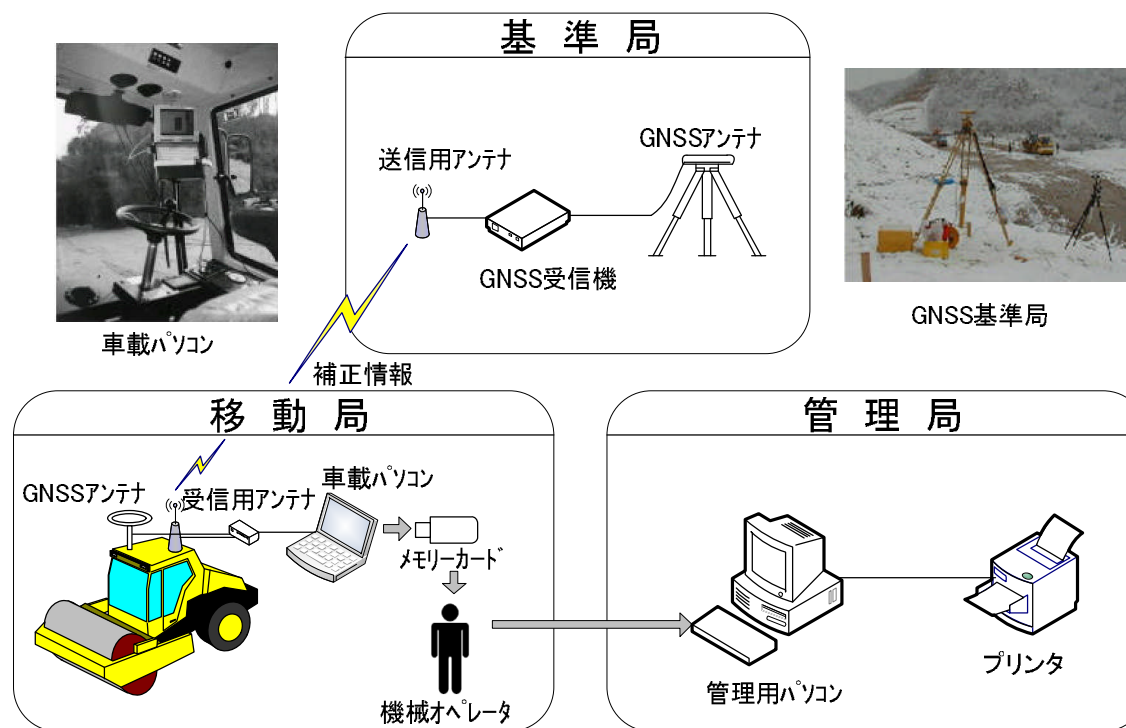 基 準 局
送信用アンテナ
GNSSアンテナ
GNSS受信機
車載パソコン
GNSS基準局
補正情報
移 動 局
GNSSアンテナ
受信用アンテナ
車載パソコン
メモリーカード
機械オペレータ
管 理 局
管理用パソコン
プリンタ